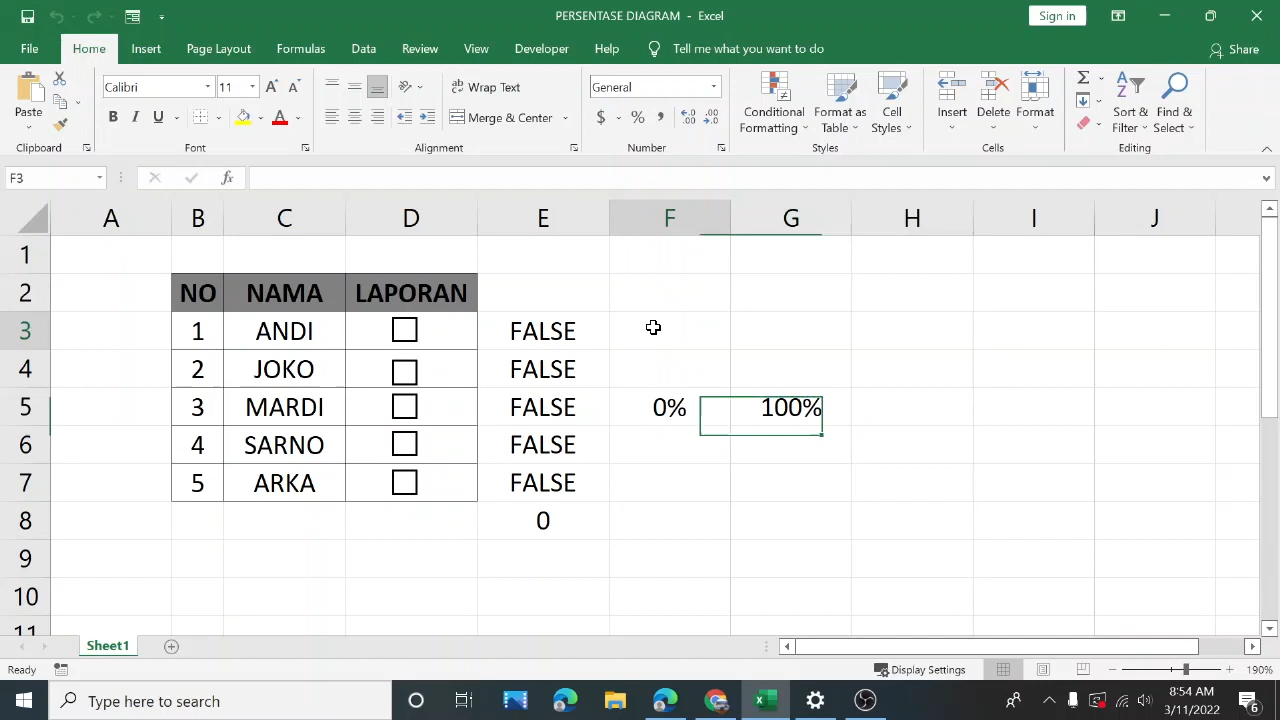 PERSENTASE DIAGRAM - Excel
Sign in
File Home Insert Page Layout Formulas Data Review View Developer Help Tell me what you want to do Share
Calibri 11 Wrap Text General
Paste Merge & Center Conditional Formatting Format as Table Cell Styles Insert Delete Format Sort & Filter Find & Select
Clipboard Font Alignment Number Styles Cells Editing
F3 fx
A B C D E F G H I J
1
2 NO NAMA LAPORAN
3 1 ANDI FALSE
4 2 JOKO FALSE
5 3 MARDI FALSE 0% 100%
6 4 SARNO FALSE
7 5 ARKA FALSE
8 0
9
10
11
Sheet1
Ready Display Settings 190%
Type here to search 8:54 AM
3/11/2022 6